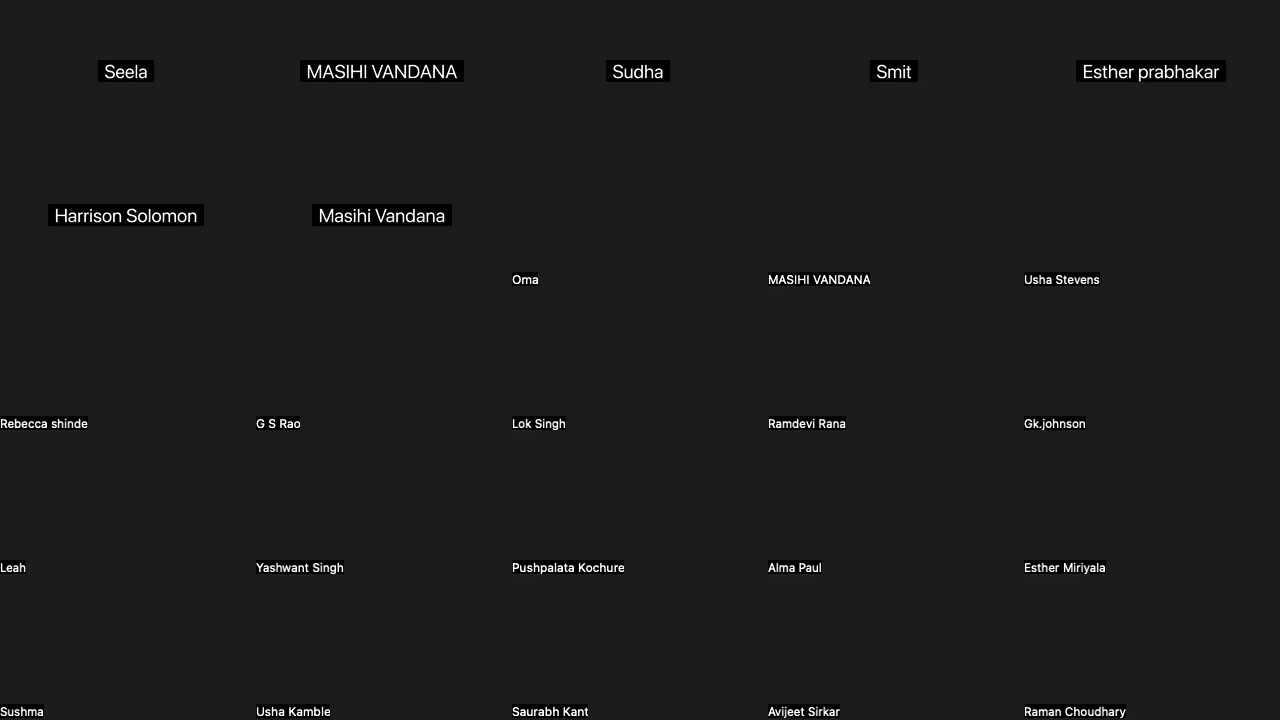 Seela
MASIHI VANDANA
Sudha
Smit
Esther prabhakar
Harrison Solomon
Masihi Vandana
Oma
MASIHI VANDANA
Usha Stevens
Rebecca shinde
G S Rao
Lok Singh
Ramdevi Rana
Gk.johnson
Leah
Yashwant Singh
Pushpalata Kochure
Alma Paul
Esther Miriyala
Sushma
Usha Kamble
Saurabh Kant
Avijeet Sirkar
Raman Choudhary